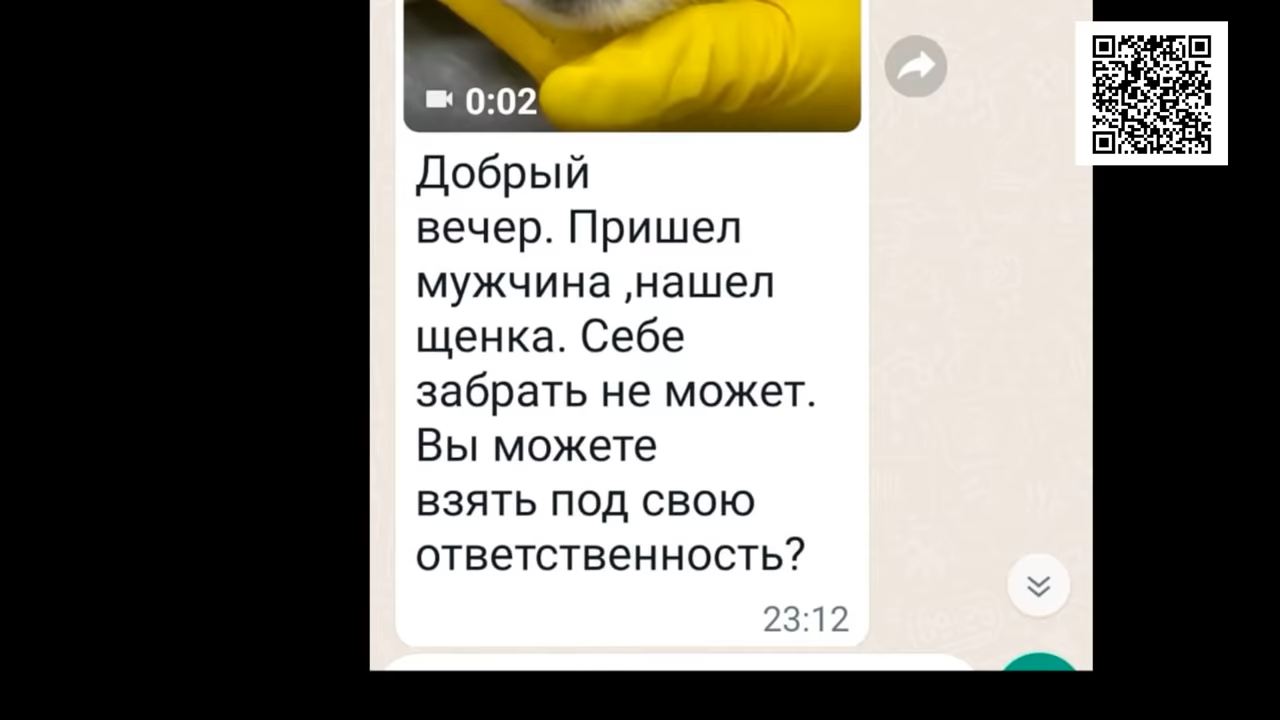 0:02
Добрый
вечер. Пришел
мужчина ,нашел
щенка. Себе
забрать не может.
Вы можете
взять под свою
ответственность?
23:12